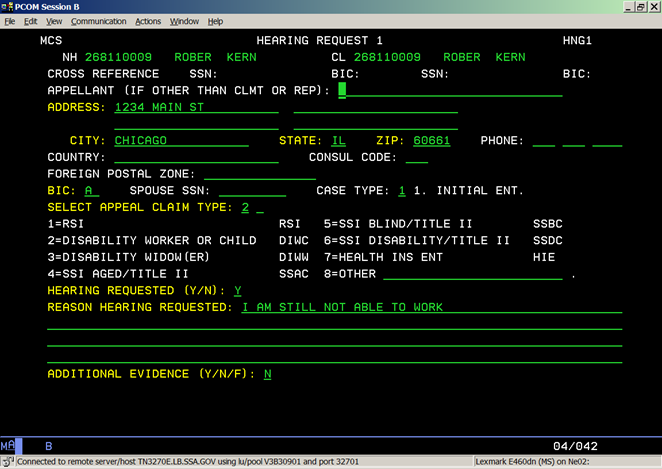 PCOM Session B
File Edit View Communication Actions Window Help
MCS HEARING REQUEST 1 HNG1
NH 268110009 ROBER KERN CL 268110009 ROBER KERN
CROSS REFERENCE SSN: BIC: SSN: BIC:
APPELLANT (IF OTHER THAN CLMT OR REP):
ADDRESS: 1234 MAIN ST
CITY: CHICAGO STATE: IL ZIP: 60661 PHONE:
COUNTRY: CONSUL CODE:
FOREIGN POSTAL ZONE:
BIC: A SPOUSE SSN: CASE TYPE: 1 1. INITIAL ENT.
SELECT APPEAL CLAIM TYPE: 2
1=RSI RSI 5=SSI BLIND/TITLE II SSBC
2=DISABILITY WORKER OR CHILD DIWC 6=SSI DISABILITY/TITLE II SSDC
3=DISABILITY WIDOW(ER) DIWW 7=HEALTH INS ENT HIE
4=SSI AGED/TITLE II SSAC 8=OTHER .
HEARING REQUESTED (Y/N): Y
REASON HEARING REQUESTED: I AM STILL NOT ABLE TO WORK
ADDITIONAL EVIDENCE (Y/N/F): N
MA B 04/042
Connected to remote server/host TN3270E.LB.SSA.GOV using lu/pool V3B30901 and port 32701 Lexmark E460dn (MS) on Ne02: